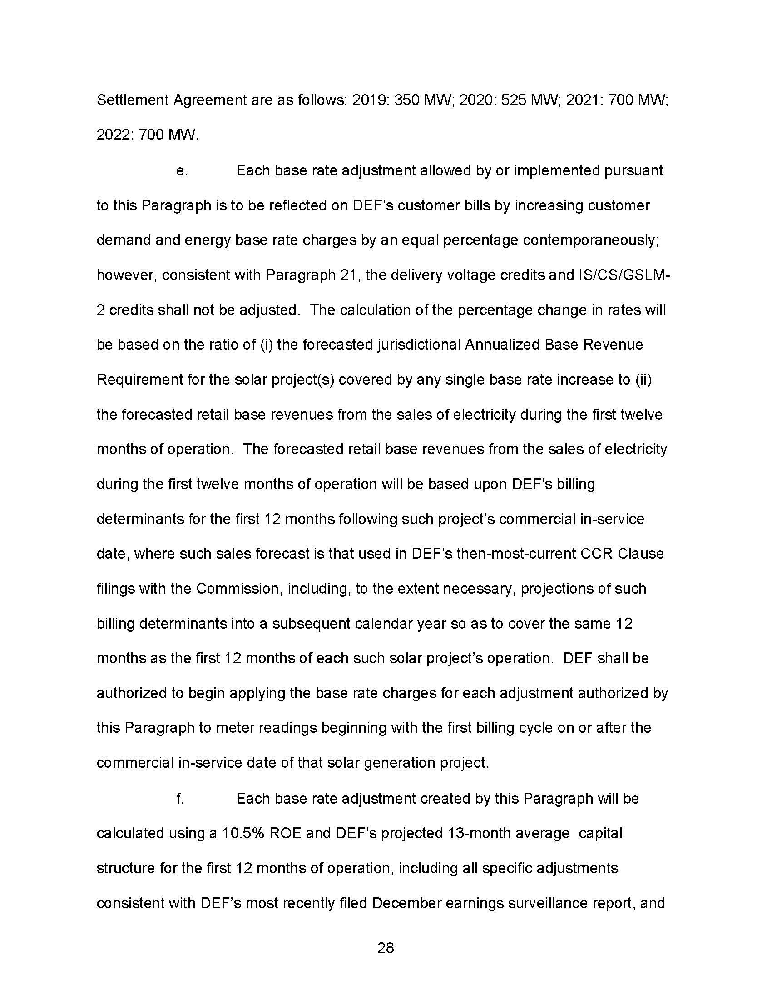 Settlement Agreement are as follows: 2019: 350 MW; 2020: 525 MW; 2021: 700 MW;
2022: 700 MW.
e. Each base rate adjustment allowed by or implemented pursuant
to this Paragraph is to be reflected on DEF’s customer bills by increasing customer
demand and energy base rate charges by an equal percentage contemporaneously;
however, consistent with Paragraph 21, the delivery voltage credits and IS/CS/GSLM-
2 credits shall not be adjusted.  The calculation of the percentage change in rates will
be based on the ratio of (i) the forecasted jurisdictional Annualized Base Revenue
Requirement for the solar project(s) covered by any single base rate increase to (ii)
the forecasted retail base revenues from the sales of electricity during the first twelve
months of operation.  The forecasted retail base revenues from the sales of electricity
during the first twelve months of operation will be based upon DEF’s billing
determinants for the first 12 months following such project’s commercial in-service
date, where such sales forecast is that used in DEF’s then-most-current CCR Clause
filings with the Commission, including, to the extent necessary, projections of such
billing determinants into a subsequent calendar year so as to cover the same 12
months as the first 12 months of each such solar project’s operation.  DEF shall be
authorized to begin applying the base rate charges for each adjustment authorized by
this Paragraph to meter readings beginning with the first billing cycle on or after the
commercial in-service date of that solar generation project.
f. Each base rate adjustment created by this Paragraph will be
calculated using a 10.5% ROE and DEF’s projected 13-month average  capital
structure for the first 12 months of operation, including all specific adjustments
consistent with DEF’s most recently filed December earnings surveillance report, and
28